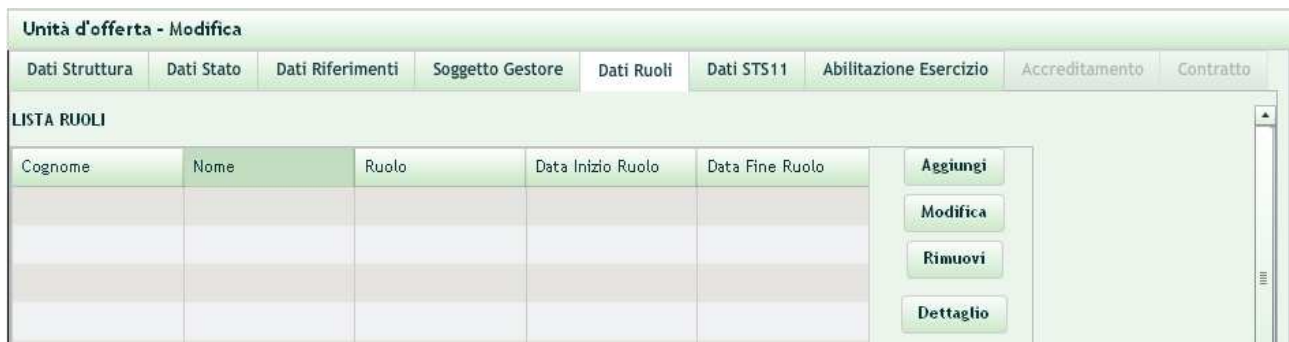 Unità d'offerta - Modifica
Dati Struttura Dati Stato Dati Riferimenti Soggetto Gestore Dati Ruoli Dati STS11 Abilitazione Esercizio Accreditamento Contratto
LISTA RUOLI
Cognome Nome Ruolo Data Inizio Ruolo Data Fine Ruolo Aggiungi
Modifica
Rimuovi
Dettaglio